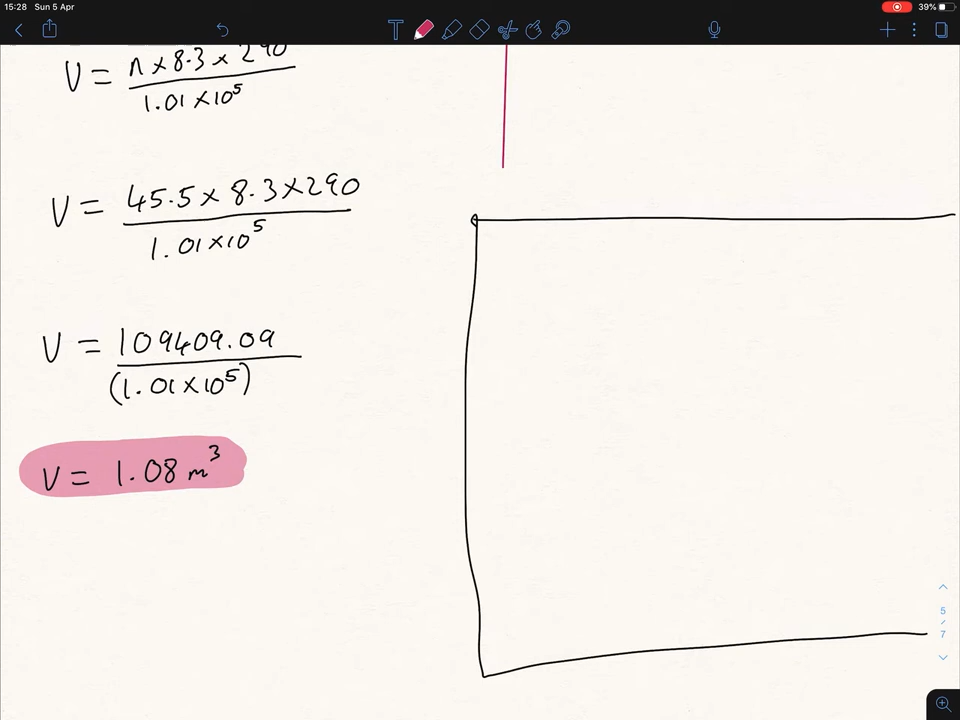 15:28 Sun 5 Apr
39%
T
V = n × 8.3 × 290
1.01 × 10⁵
V = 45.5 × 8.3 × 290
1.01 × 10⁵
V = 109409.09
(1.01 × 10⁵)
V = 1.08 m³
5
/
7